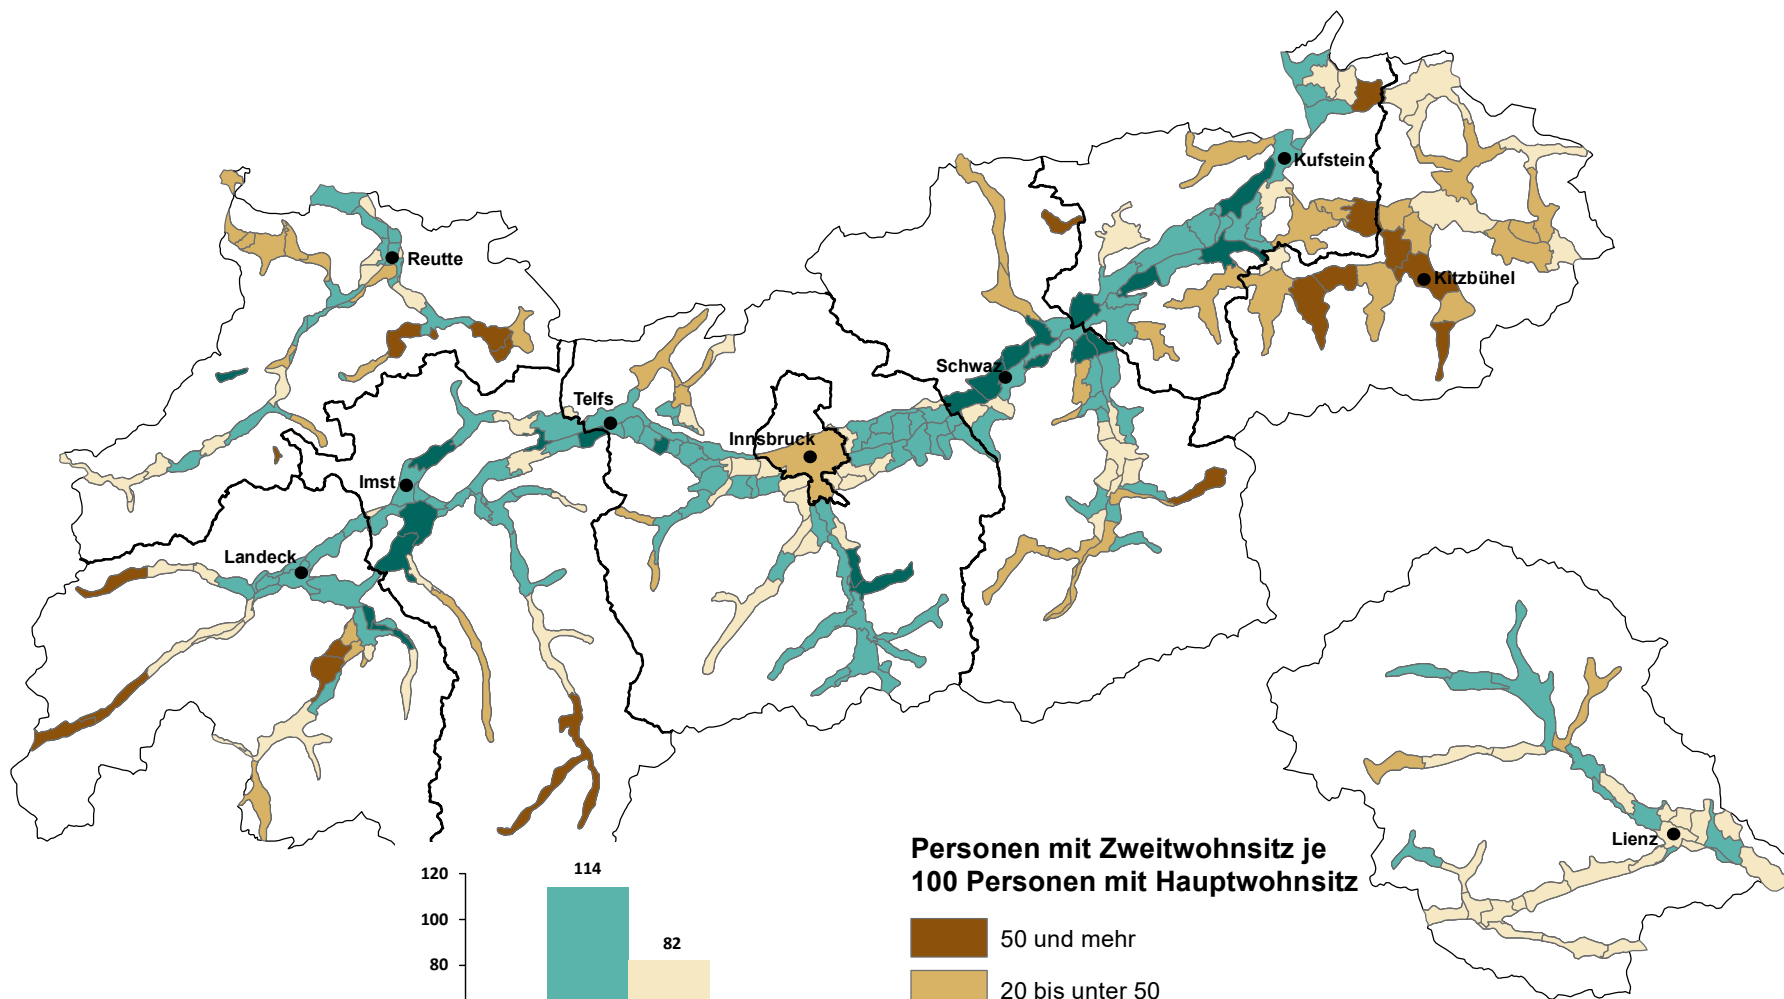 Kufstein
Reutte
Kitzbühel
Schwaz
Telfs
Innsbruck
Imst
Landeck
Lienz
Personen mit Zweitwohnsitz je
100 Personen mit Hauptwohnsitz
50 und mehr
20 bis unter 50
120
100
80
114
82